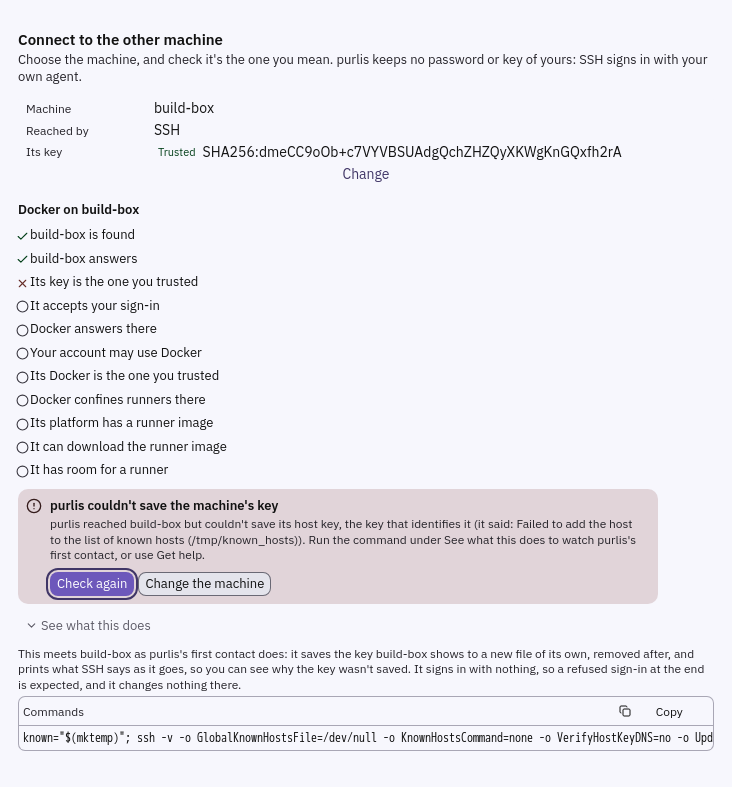 Connect to the other machine
Choose the machine, and check it's the one you mean. purlis keeps no password or key of yours: SSH signs in with your
own agent.
Machine build-box
Reached by SSH
Its key Trusted SHA256:dmeCC9oOb+c7VYVBSUAdgQchZHZQyXKWgKnGQxfh2rA
Change
Docker on build-box
build-box is found
build-box answers
Its key is the one you trusted
It accepts your sign-in
Docker answers there
Your account may use Docker
Its Docker is the one you trusted
Docker confines runners there
Its platform has a runner image
It can download the runner image
It has room for a runner
purlis couldn't save the machine's key
purlis reached build-box but couldn't save its host key, the key that identifies it (it said: Failed to add the host
to the list of known hosts (/tmp/known_hosts)). Run the command under See what this does to watch purlis's
first contact, or use Get help.
Check again Change the machine
See what this does
This meets build-box as purlis's first contact does: it saves the key build-box shows to a new file of its own, removed after, and
prints what SSH says as it goes, so you can see why the key wasn't saved. It signs in with nothing, so a refused sign-in at the end
is expected, and it changes nothing there.
Commands Copy
known="$(mktemp)"; ssh -v -o GlobalKnownHostsFile=/dev/null -o KnownHostsCommand=none -o VerifyHostKeyDNS=no -o Upd